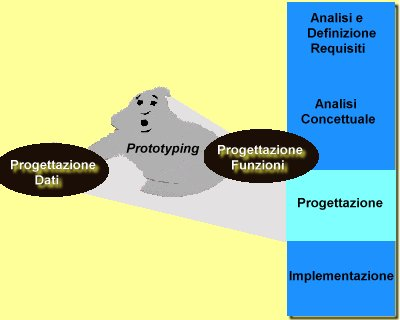 Analisi e
Definizione
Requisiti
Analisi
Concettuale
Prototyping
Progettazione
Funzioni
Progettazione
Dati
Progettazione
Implementazione